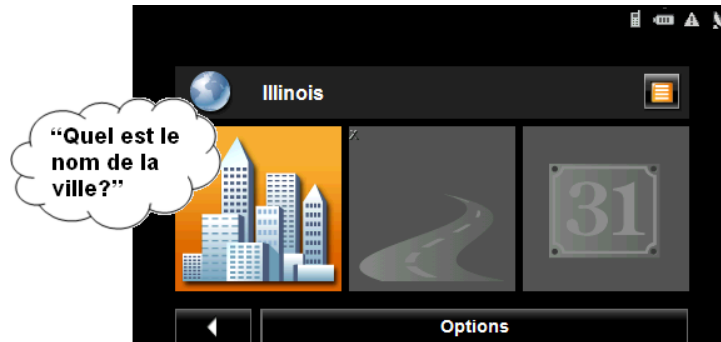 Illinois
“Quel est le
nom de la
ville?”
X
31
Options